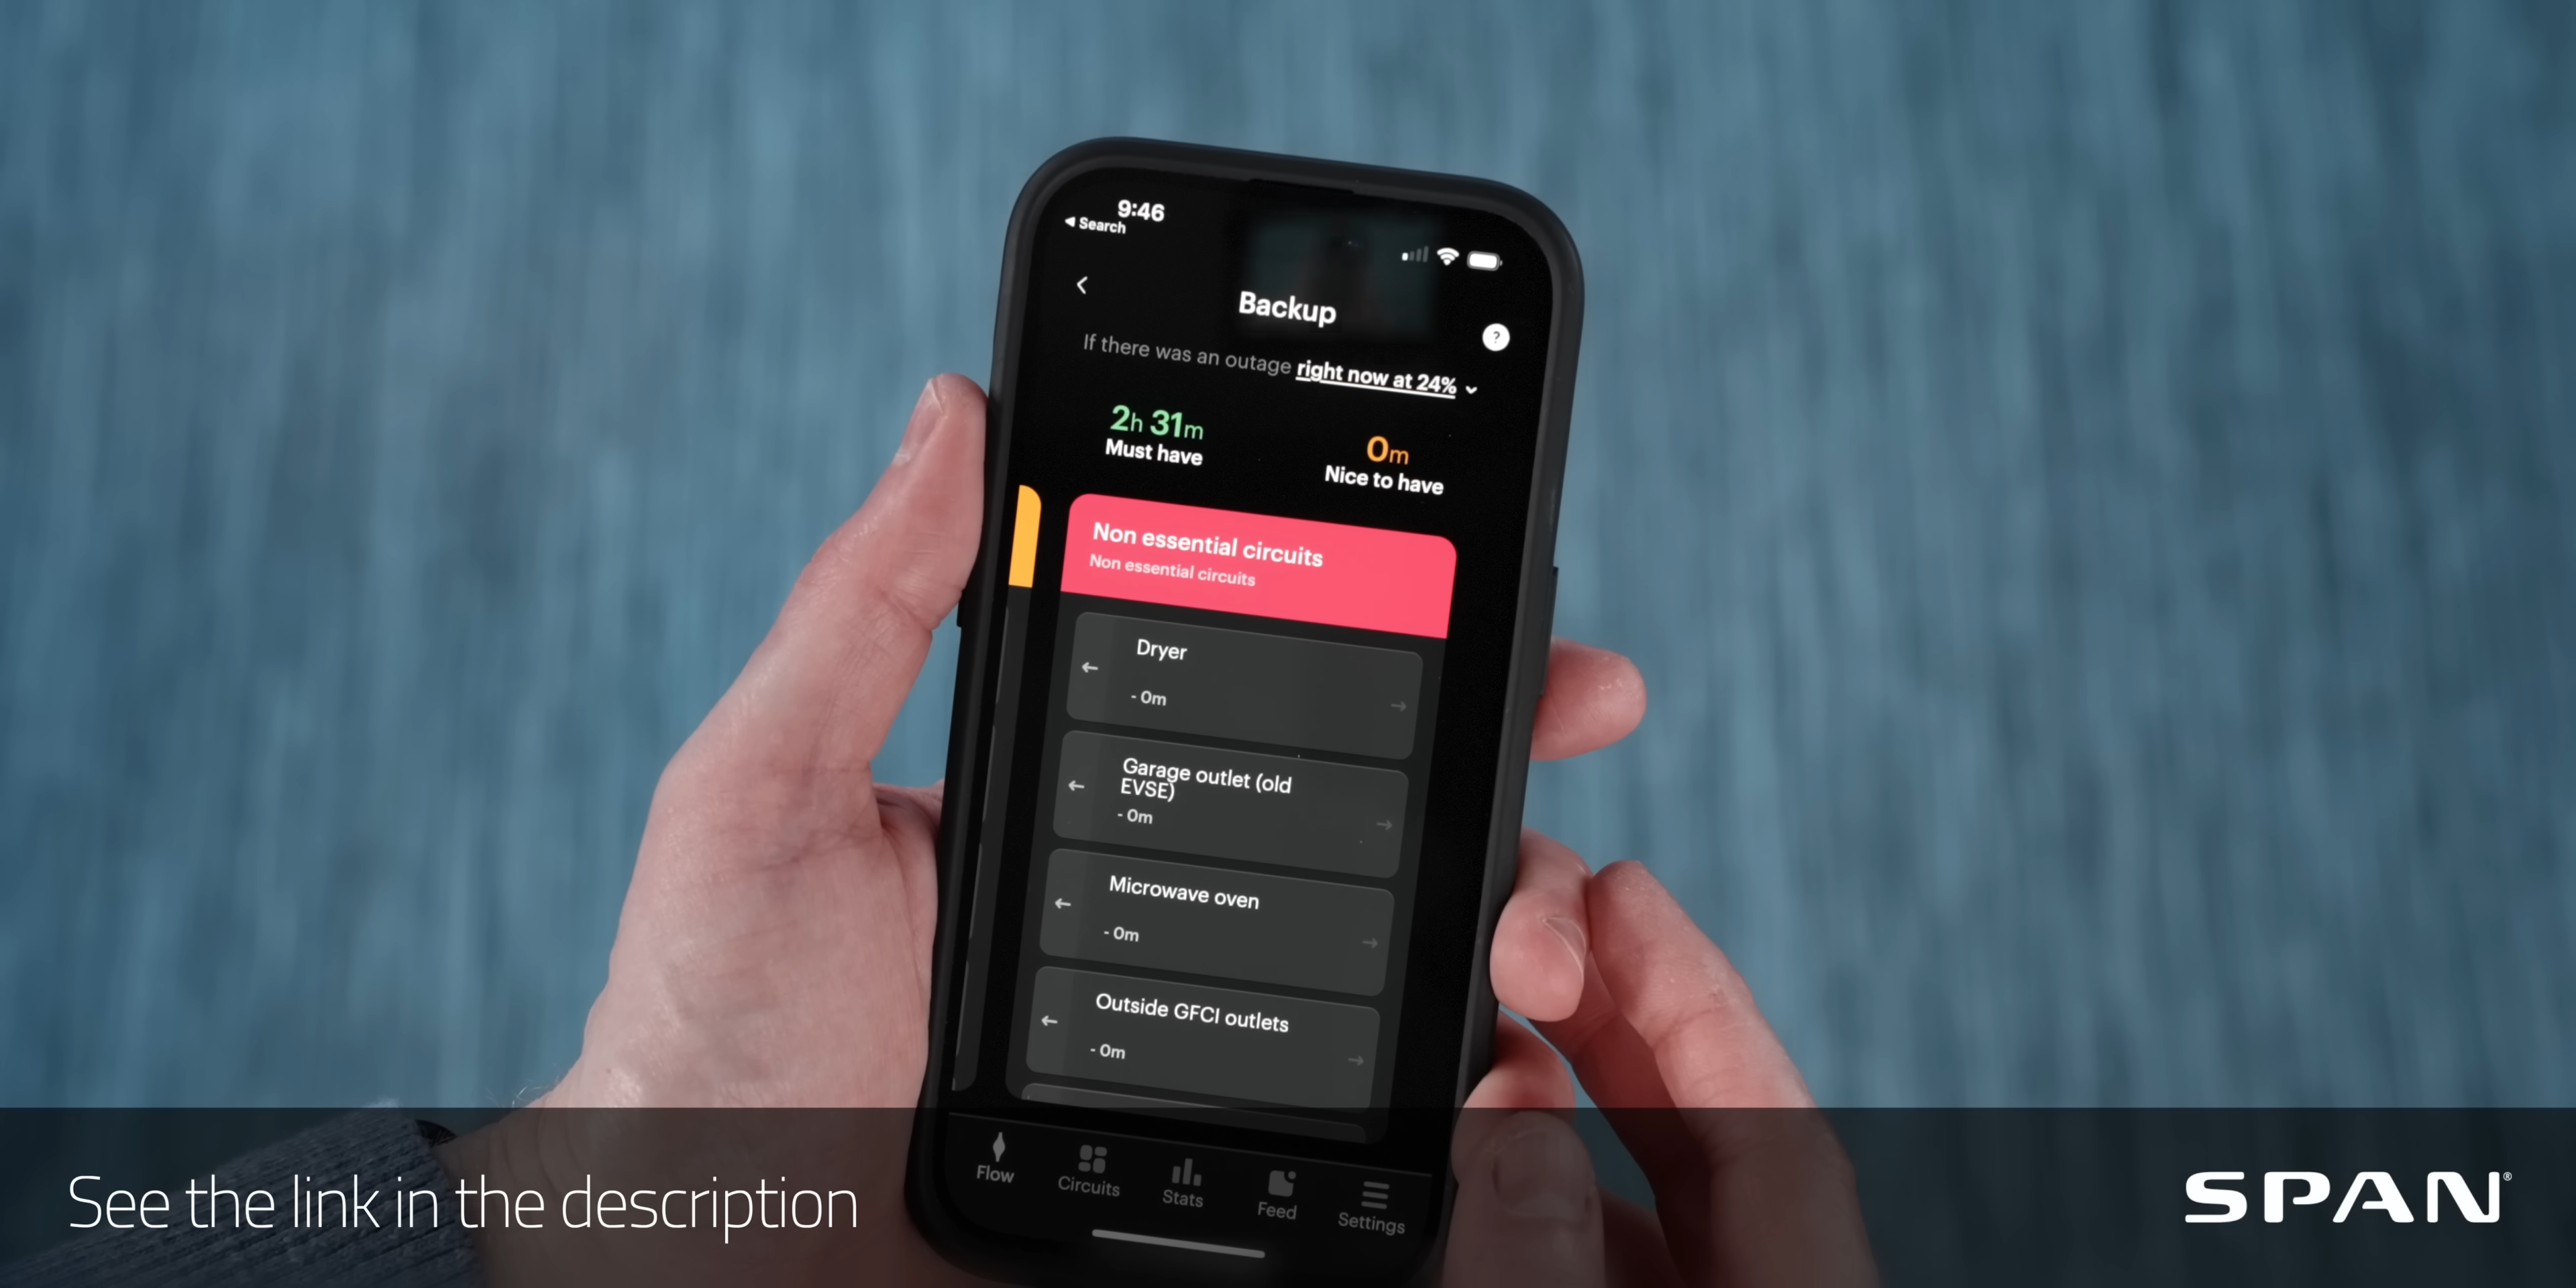 9:46
Search
Backup
?
If there was an outage right now at 24%
2h 31m
Must have
0m
Nice to have
Non essential circuits
Non essential circuits
Dryer
- 0m
Garage outlet (old
EVSE)
- 0m
Microwave oven
- 0m
Outside GFCI outlets
- 0m
Flow
Circuits
Stats
Feed
Settings
See the link in the description
SPAN®